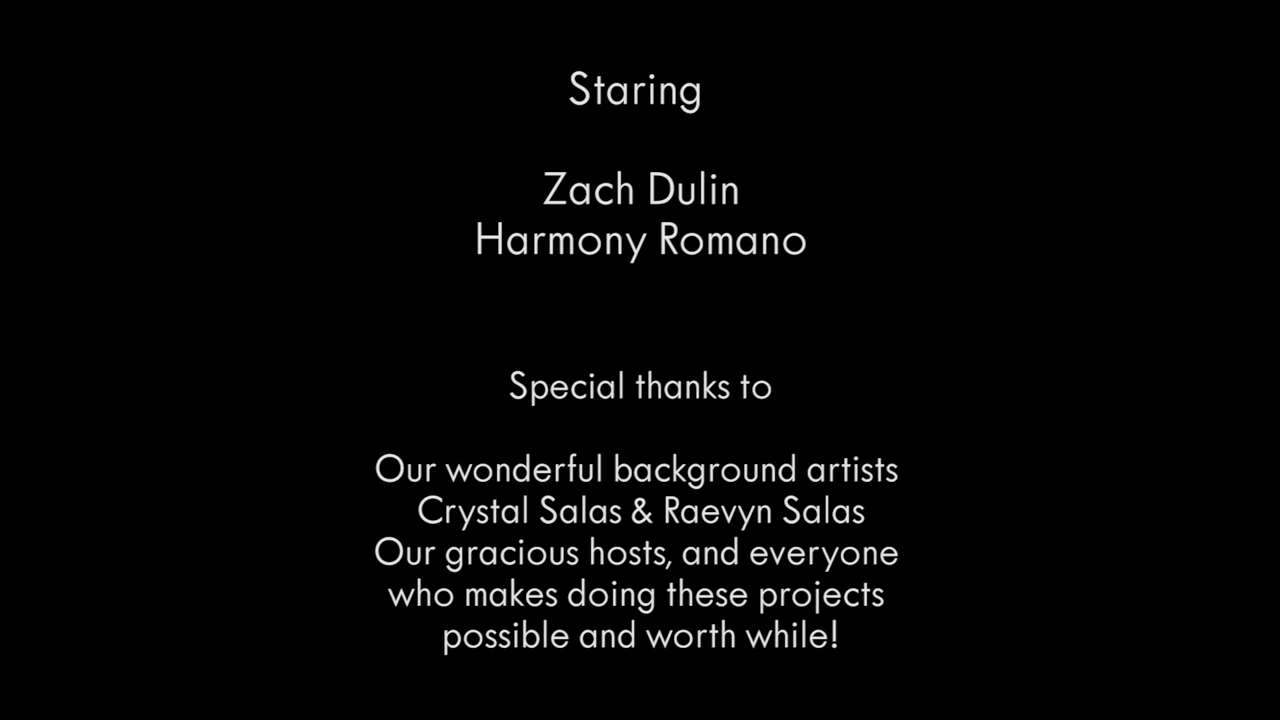 Staring
Zach Dulin
Harmony Romano
Special thanks to
Our wonderful background artists
Crystal Salas & Raevyn Salas
Our gracious hosts, and everyone
who makes doing these projects
possible and worth while!